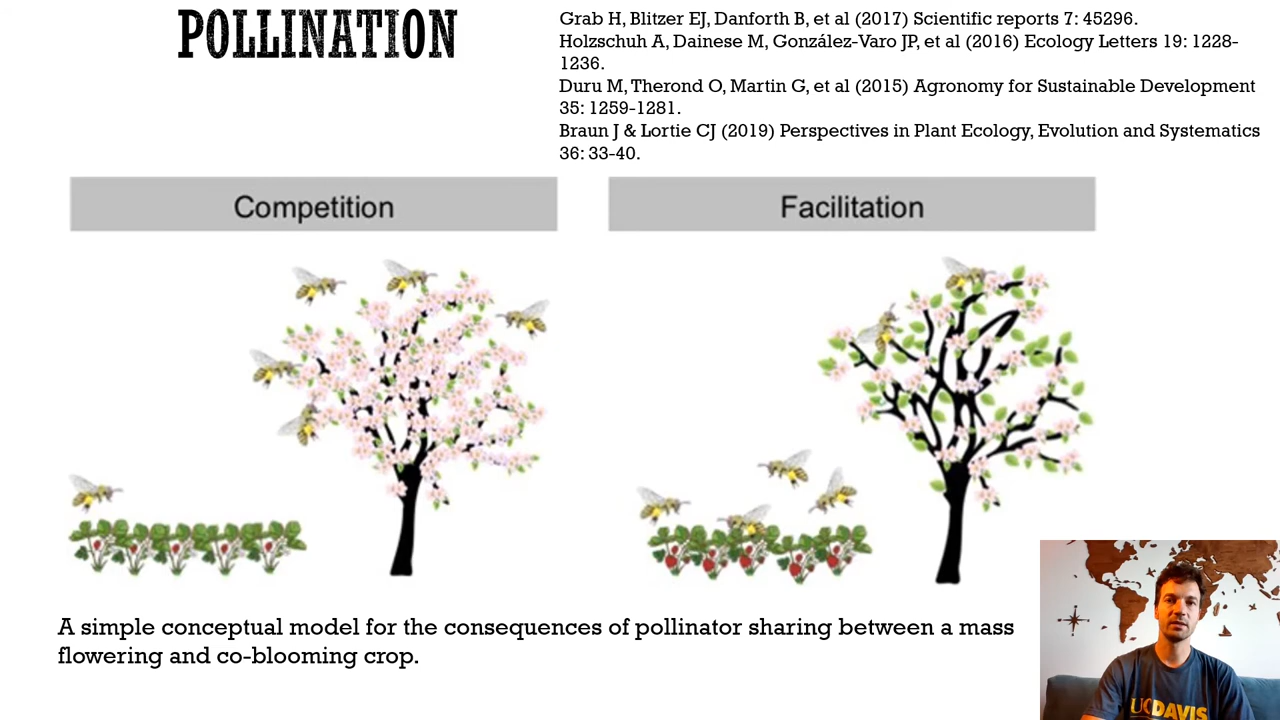 POLLINATION
Grab H, Blitzer EJ, Danforth B, et al (2017) Scientific reports 7: 45296.
Holzschuh A, Dainese M, González-Varo JP, et al (2016) Ecology Letters 19: 1228-
1236.
Duru M, Therond O, Martin G, et al (2015) Agronomy for Sustainable Development
35: 1259-1281.
Braun J & Lortie CJ (2019) Perspectives in Plant Ecology, Evolution and Systematics
36: 33-40.
Competition
Facilitation
A simple conceptual model for the consequences of pollinator sharing between a mass
flowering and co-blooming crop.
UC DAVIS